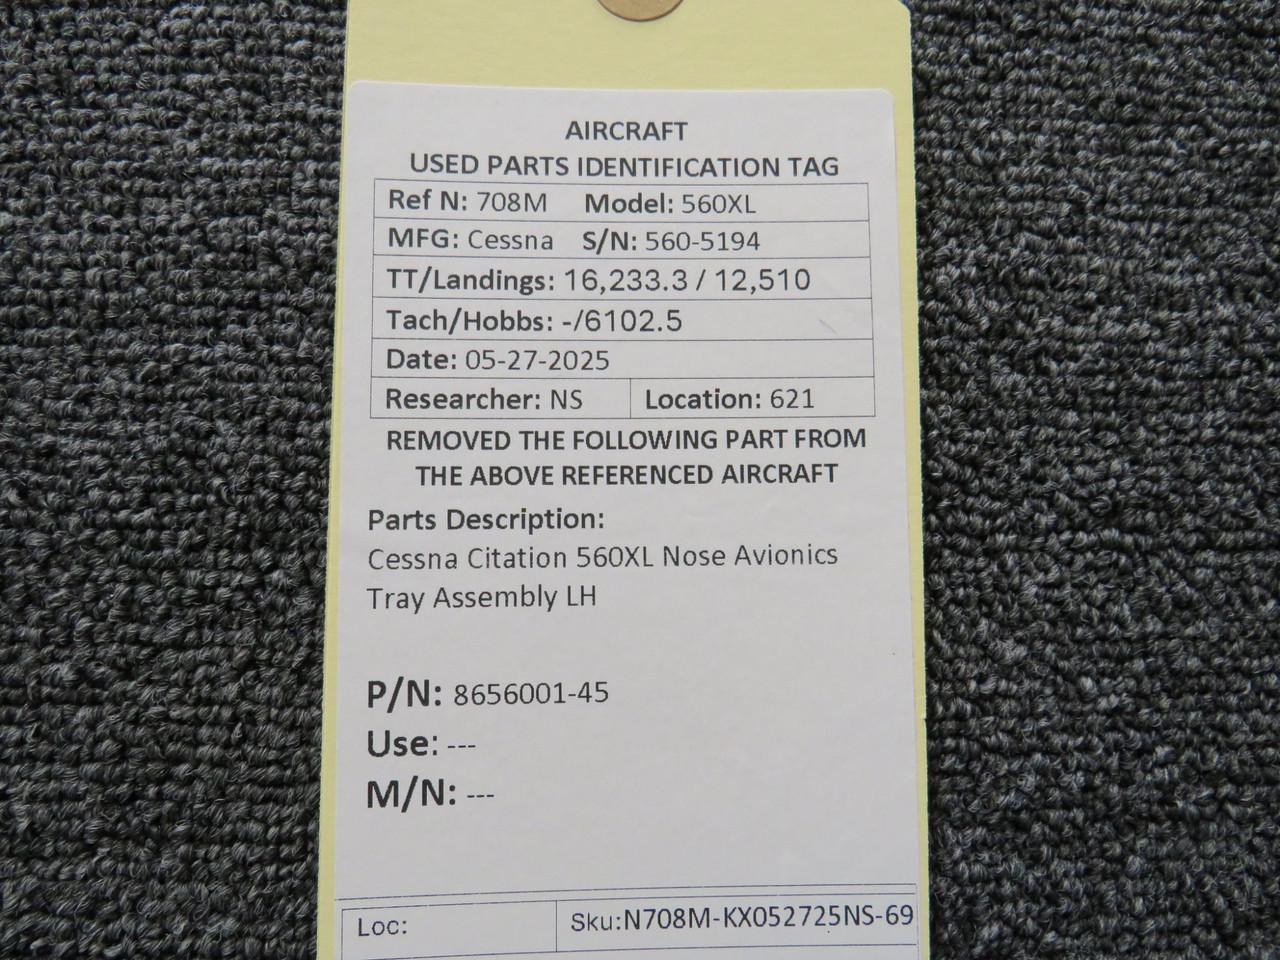 AIRCRAFT
USED PARTS IDENTIFICATION TAG
Ref N: 708M Model: 560XL
MFG: Cessna S/N: 560-5194
TT/Landings: 16,233.3 / 12,510
Tach/Hobbs: -/6102.5
Date: 05-27-2025
Researcher: NS Location: 621
REMOVED THE FOLLOWING PART FROM
THE ABOVE REFERENCED AIRCRAFT
Parts Description:
Cessna Citation 560XL Nose Avionics
Tray Assembly LH
P/N: 8656001-45
Use: ---
M/N: ---
Loc: Sku:N708M-KX052725NS-69